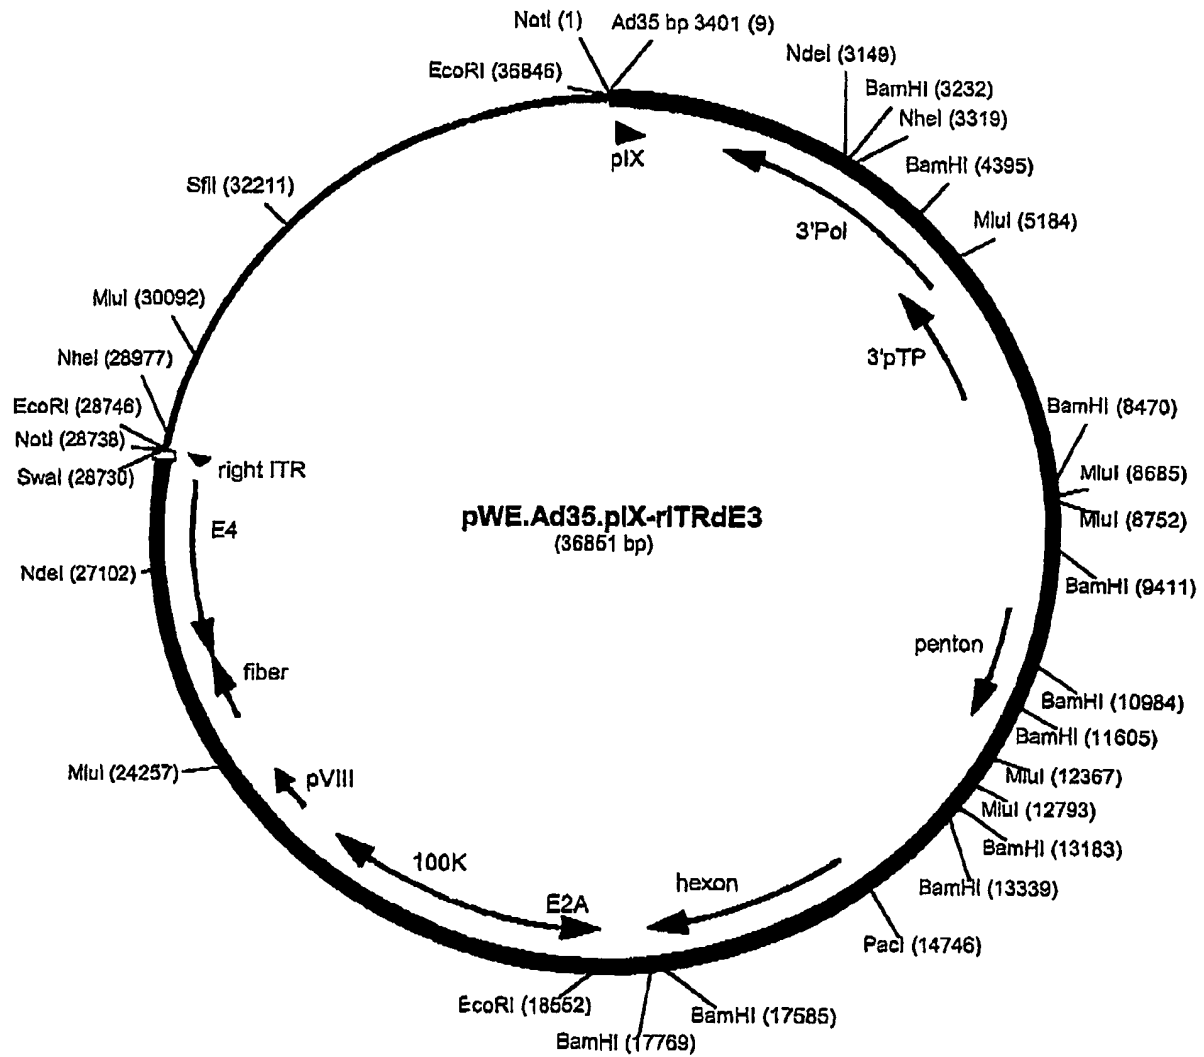 NotI (1)
Ad35 bp 3401 (9)
EcoRI (36846)
NdeI (3149)
BamHI (3232)
NheI (3319)
BamHI (4395)
MluI (5184)
pIX
3'Pol
3'pTP
SfiI (32211)
MluI (30092)
NheI (28977)
EcoRI (28746)
NotI (28738)
SwaI (28730)
right ITR
E4
NdeI (27102)
fiber
MluI (24257)
pVIII
100K
E2A
hexon
penton
pWE.Ad35.pIX-rITRdE3
(36851 bp)
BamHI (8470)
MluI (8685)
MluI (8752)
BamHI (9411)
BamHI (10984)
BamHI (11605)
MluI (12367)
MluI (12793)
BamHI (13183)
BamHI (13339)
PacI (14746)
BamHI (17585)
BamHI (17769)
EcoRI (18552)